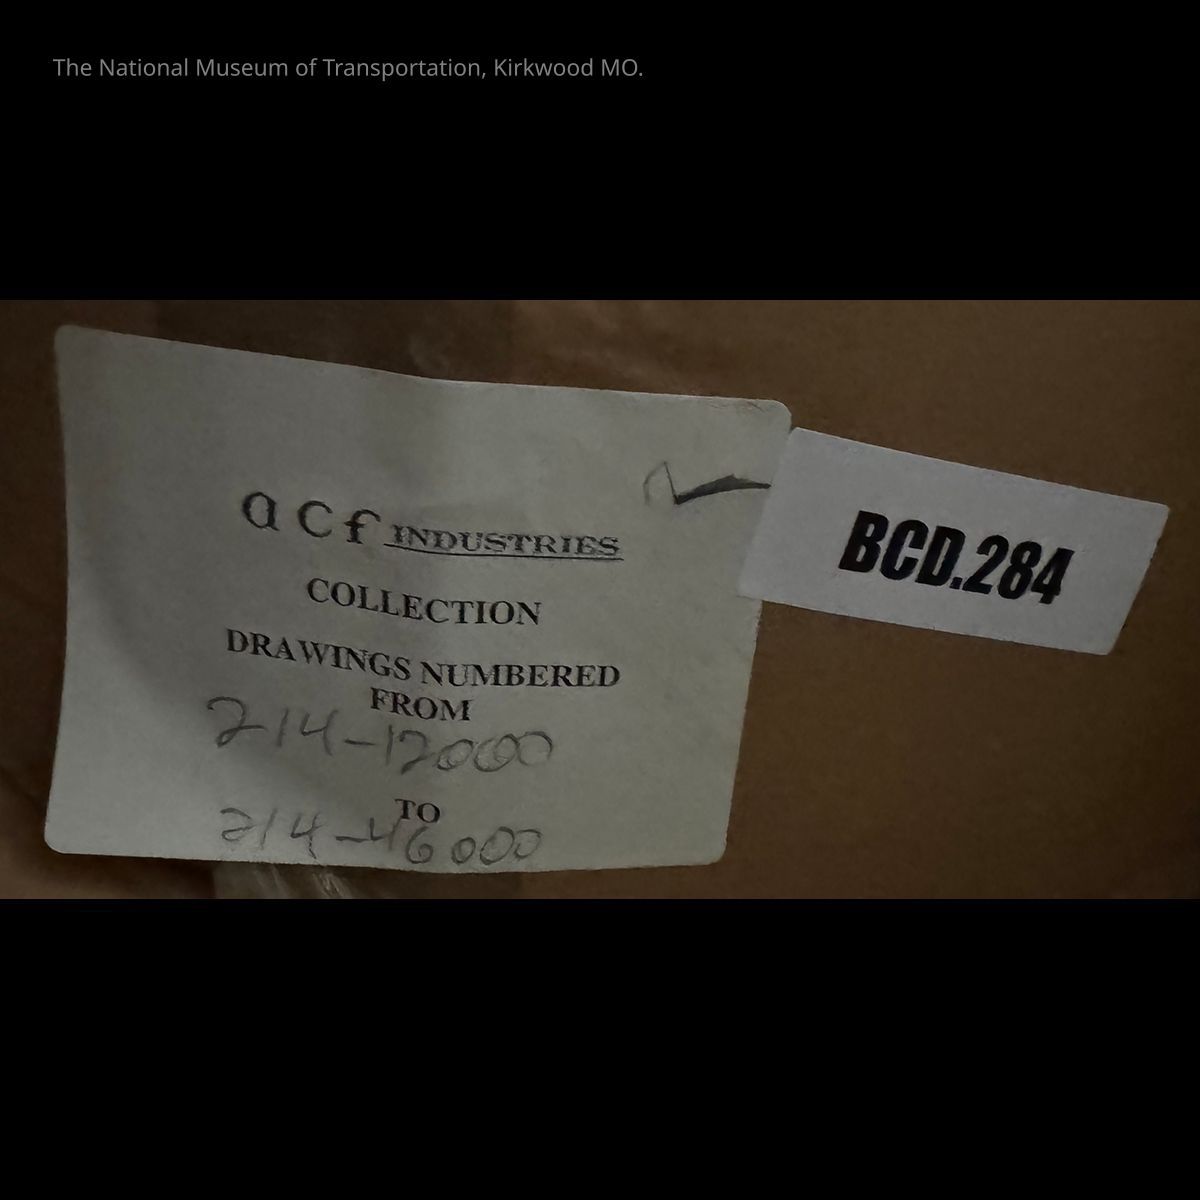 The National Museum of Transportation, Kirkwood MO.
acf INDUSTRIES
COLLECTION
DRAWINGS NUMBERED
FROM
214-12000
TO
214-46000
BCD.284